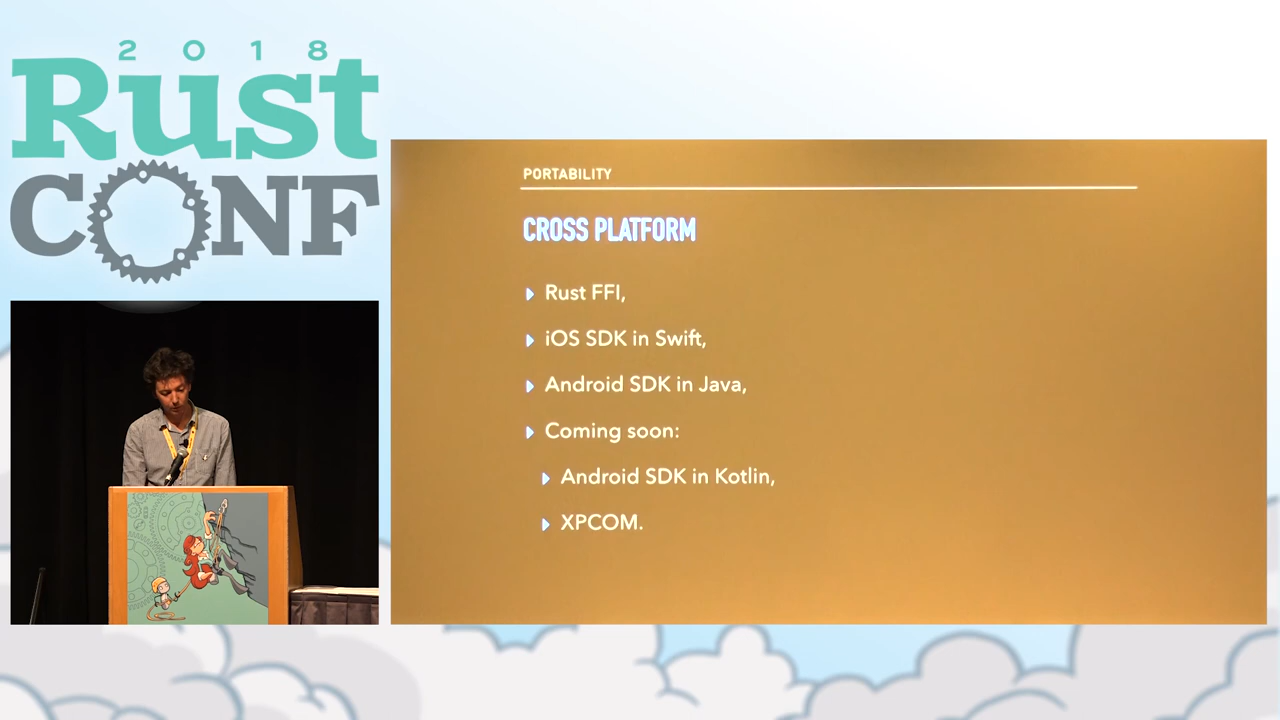 2018
Rust
CONF
PORTABILITY
CROSS PLATFORM
Rust FFI,
iOS SDK in Swift,
Android SDK in Java,
Coming soon:
Android SDK in Kotlin,
XPCOM.